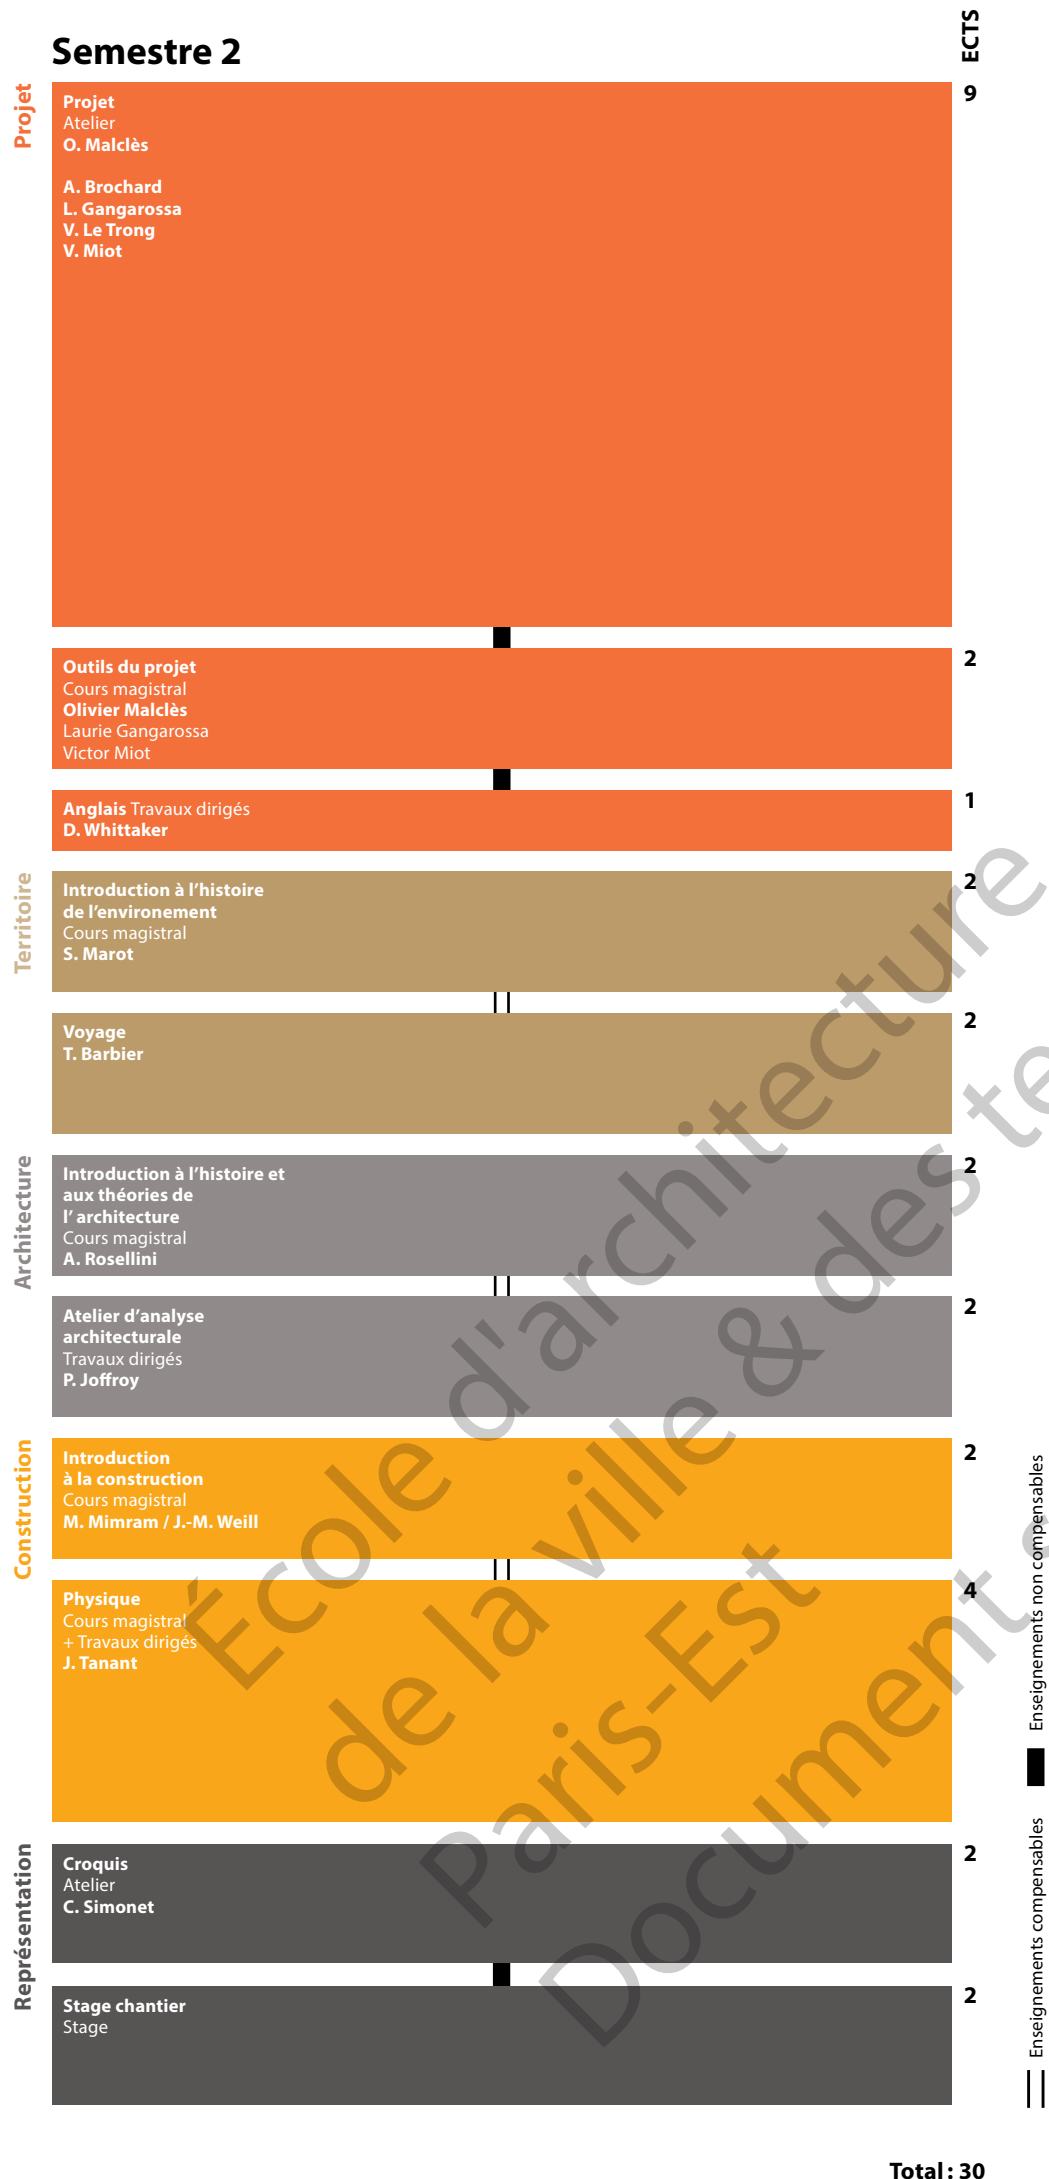 Semestre 2
ECTS
Projet
Projet
Atelier
O. Malclès
A. Brochard
L. Gangarossa
V. Le Trong
V. Miot
9
Outils du projet
Cours magistral
Olivier Malclès
Laurie Gangarossa
Victor Miot
2
Anglais Travaux dirigés
D. Whittaker
1
Territoire
Introduction à l’histoire
de l’environement
Cours magistral
S. Marot
2
Voyage
T. Barbier
2
Architecture
Introduction à l’histoire et
aux théories de
l’ architecture
Cours magistral
A. Rosellini
2
Atelier d’analyse
architecturale
Travaux dirigés
P. Joffroy
2
Construction
Introduction
à la construction
Cours magistral
M. Mimram / J.-M. Weill
2
Physique
Cours magistral
+ Travaux dirigés
J. Tanant
4
Représentation
Croquis
Atelier
C. Simonet
2
Stage chantier
Stage
2
Enseignements non compensables
Enseignements compensables
Total : 30
École d'architecture
de la ville & des te
Paris-Est
Document